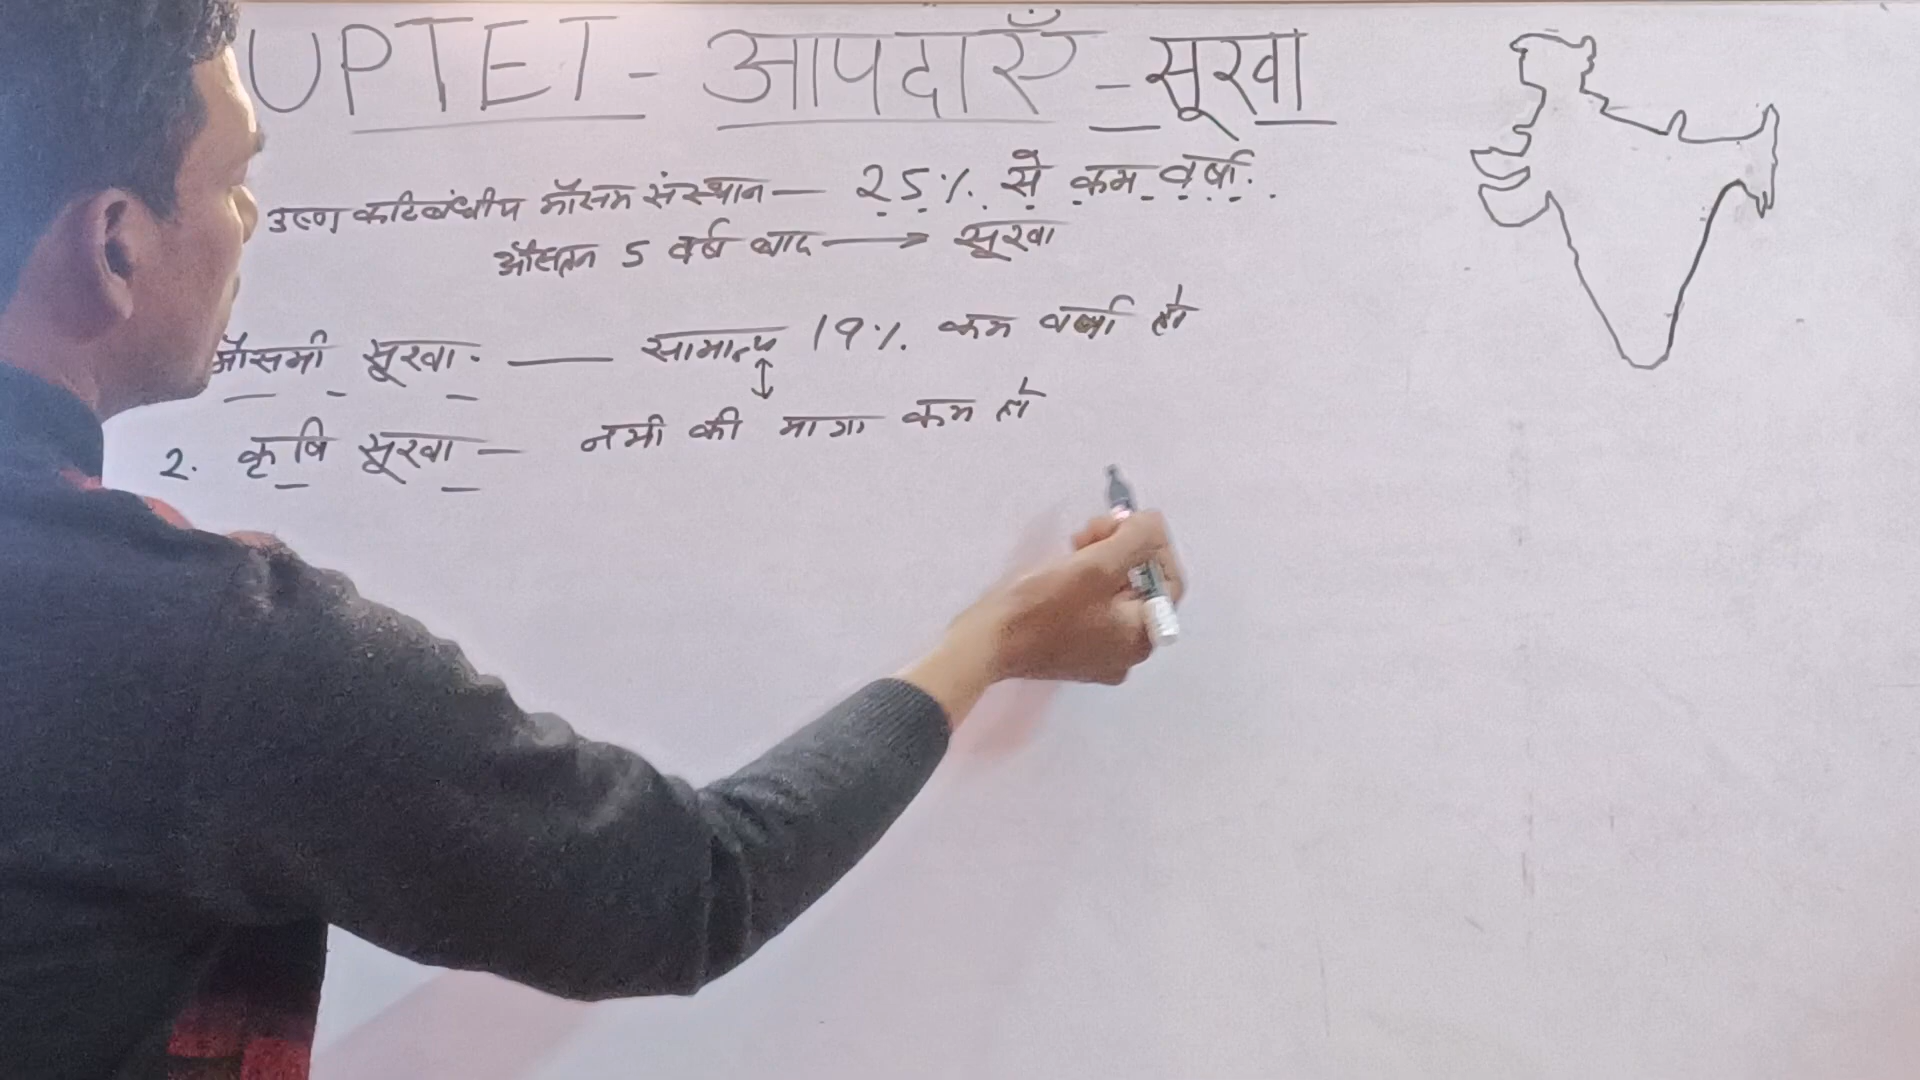 UPTET - आपदाएँ - सूखा
उष्ण कटिबंधीय मौसम संस्थान — 25% से कम वर्षा
औसतन 5 वर्ष बाद → सूखा
मौसमी सूखा — सामान्य 19% कम वर्षा हो
2. कृषि सूखा — नमी की मात्रा कम हो